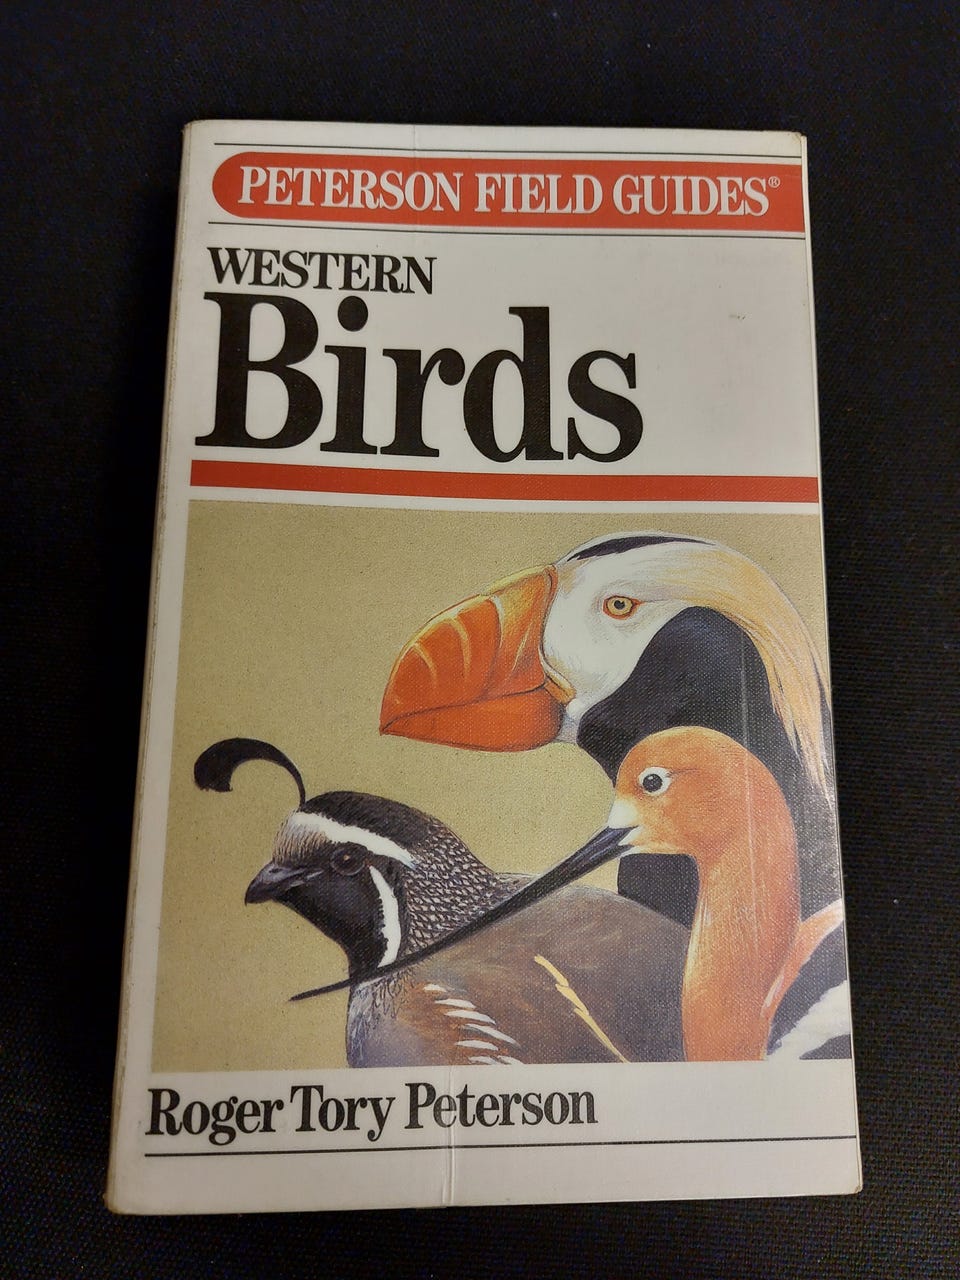 PETERSON FIELD GUIDES®
WESTERN
Birds
Roger Tory Peterson